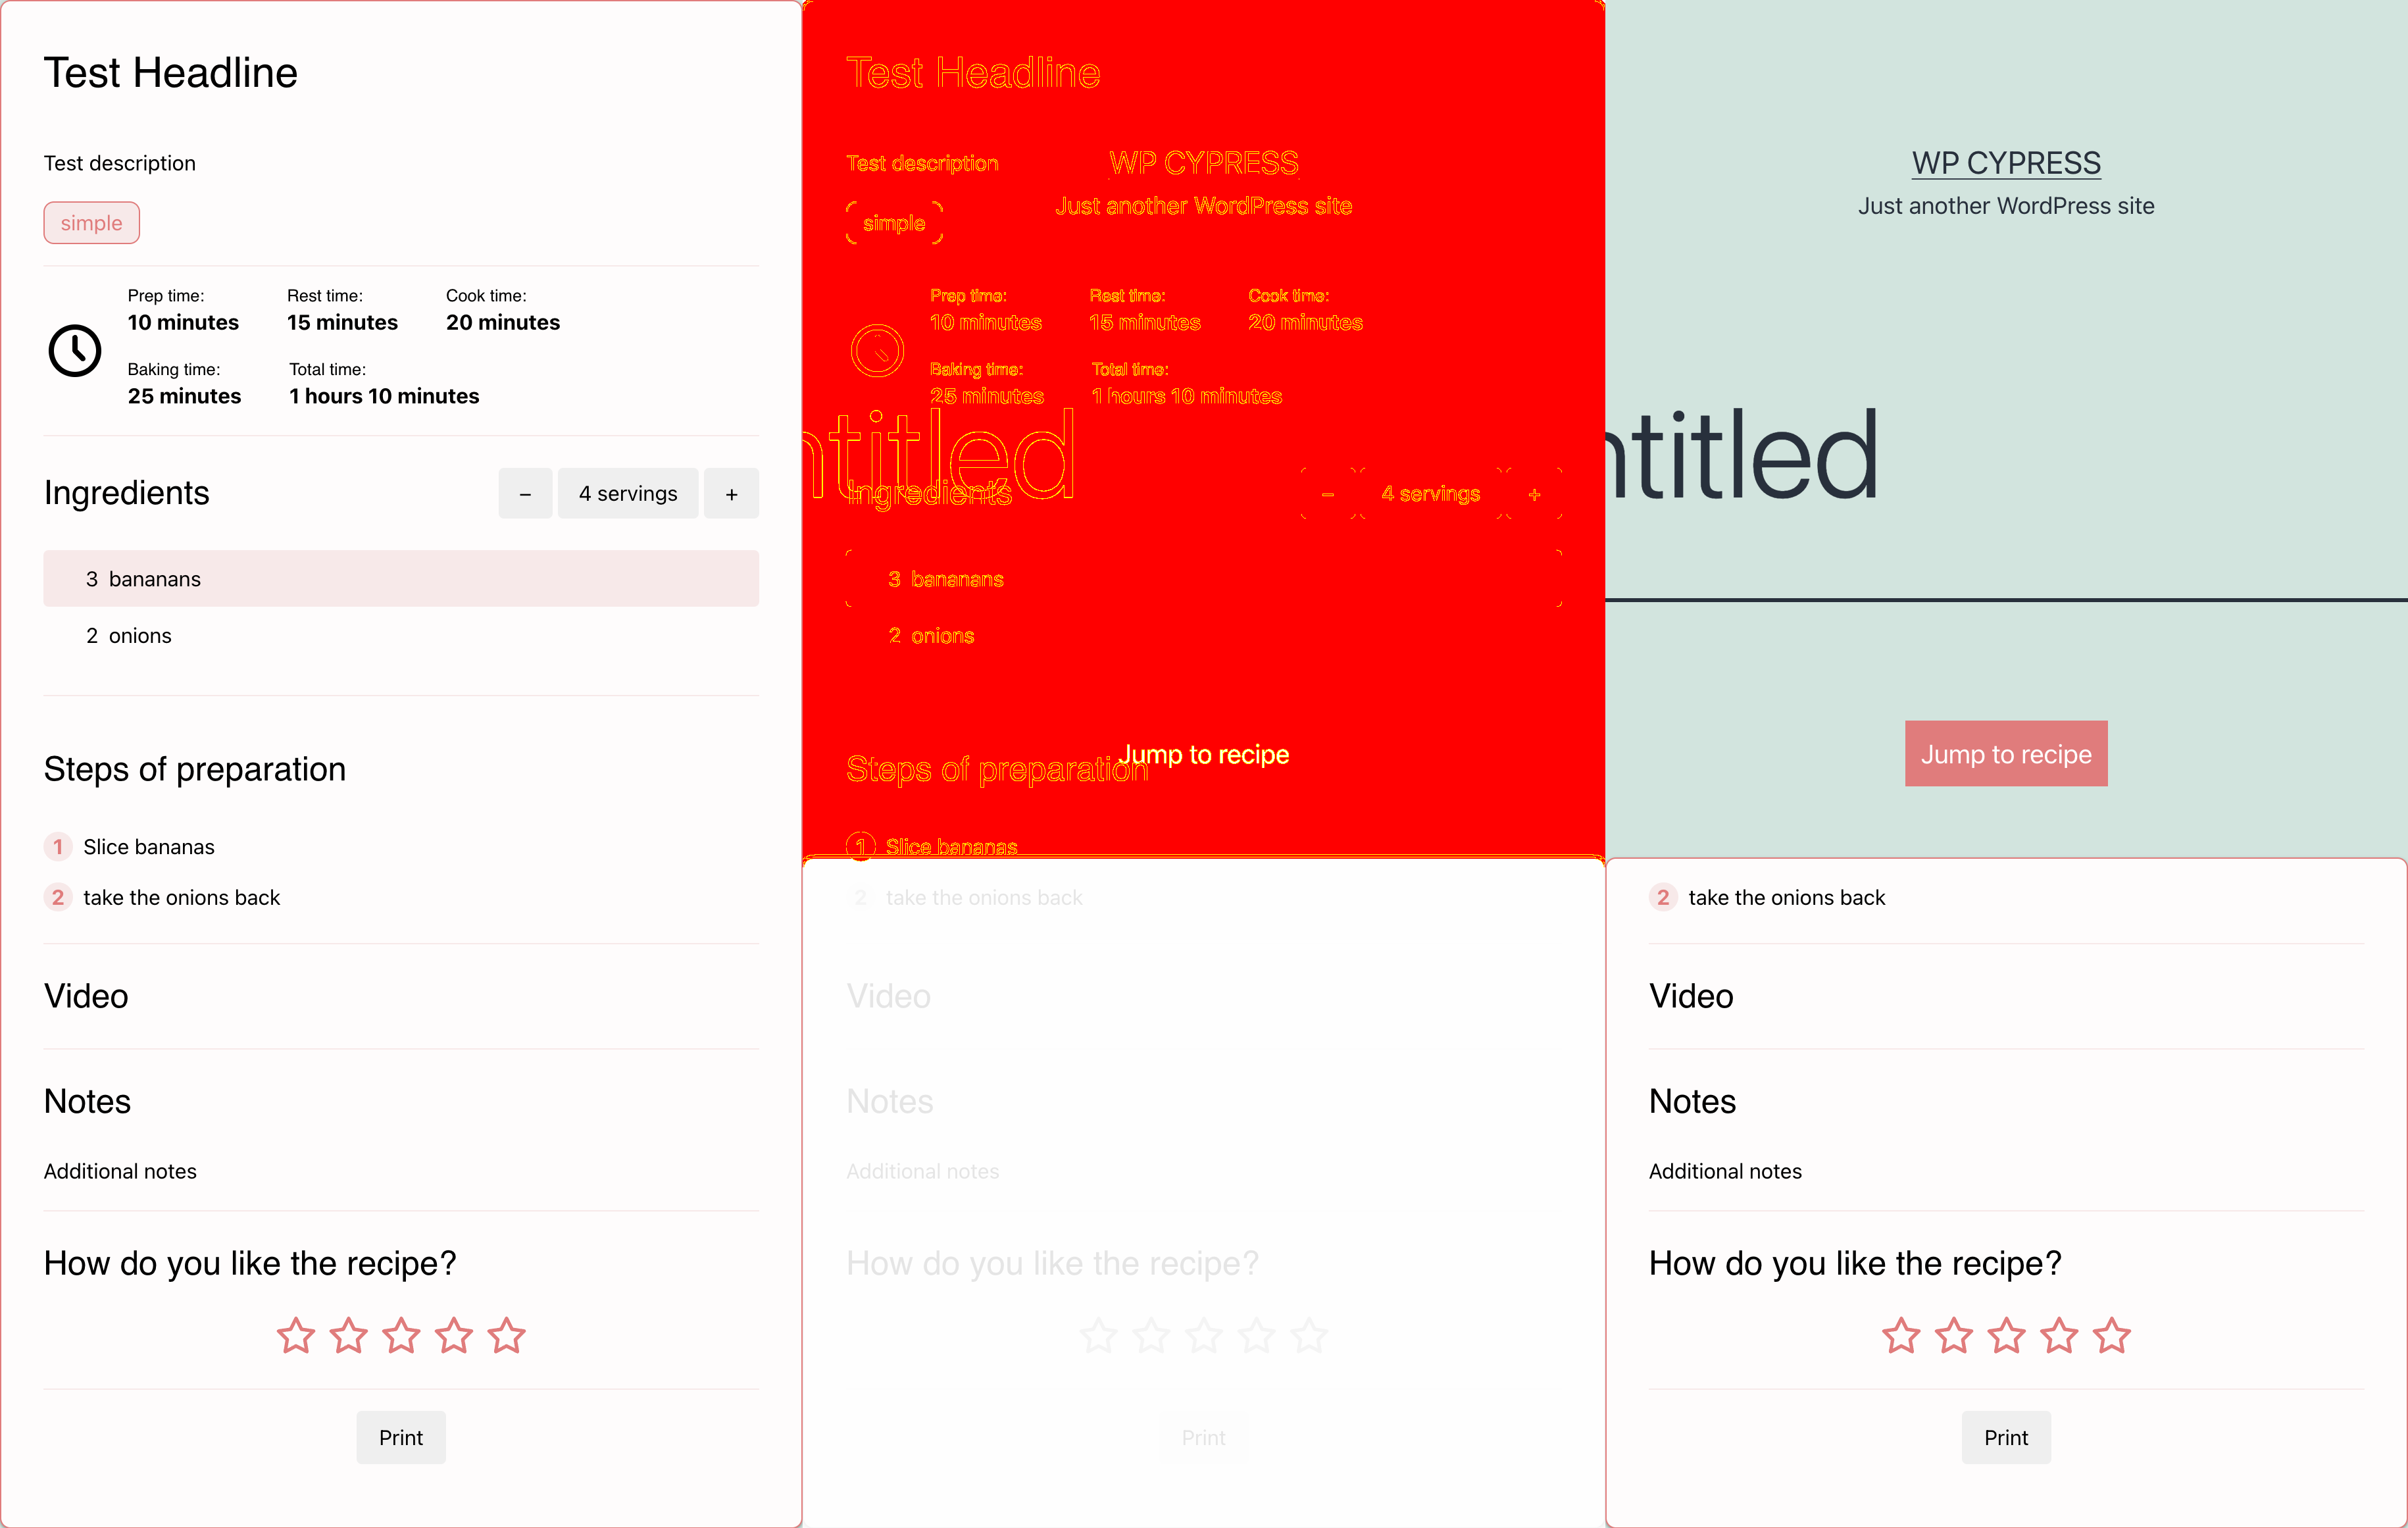 Test Headline
Test description
simple
Prep time:
10 minutes
Rest time:
15 minutes
Cook time:
20 minutes
Baking time:
25 minutes
Total time:
1 hours 10 minutes
Ingredients
– 4 servings +
3 bananans
2 onions
Steps of preparation
1 Slice bananas
2 take the onions back
Video
Notes
Additional notes
How do you like the recipe?
Print
Test Headline
Test description
WP CYPRESS
Just another WordPress site
simple
Prep time:
10 minutes
Rest time:
15 minutes
Cook time:
20 minutes
Baking time:
25 minutes
Total time:
1 hours 10 minutes
ntitled
Ingredients
– 4 servings +
3 bananans
2 onions
Jump to recipe
Steps of preparation
1 Slice bananas
2 take the onions back
Video
Notes
Additional notes
How do you like the recipe?
Print
WP CYPRESS
Just another WordPress site
ntitled
Jump to recipe
2 take the onions back
Video
Notes
Additional notes
How do you like the recipe?
Print